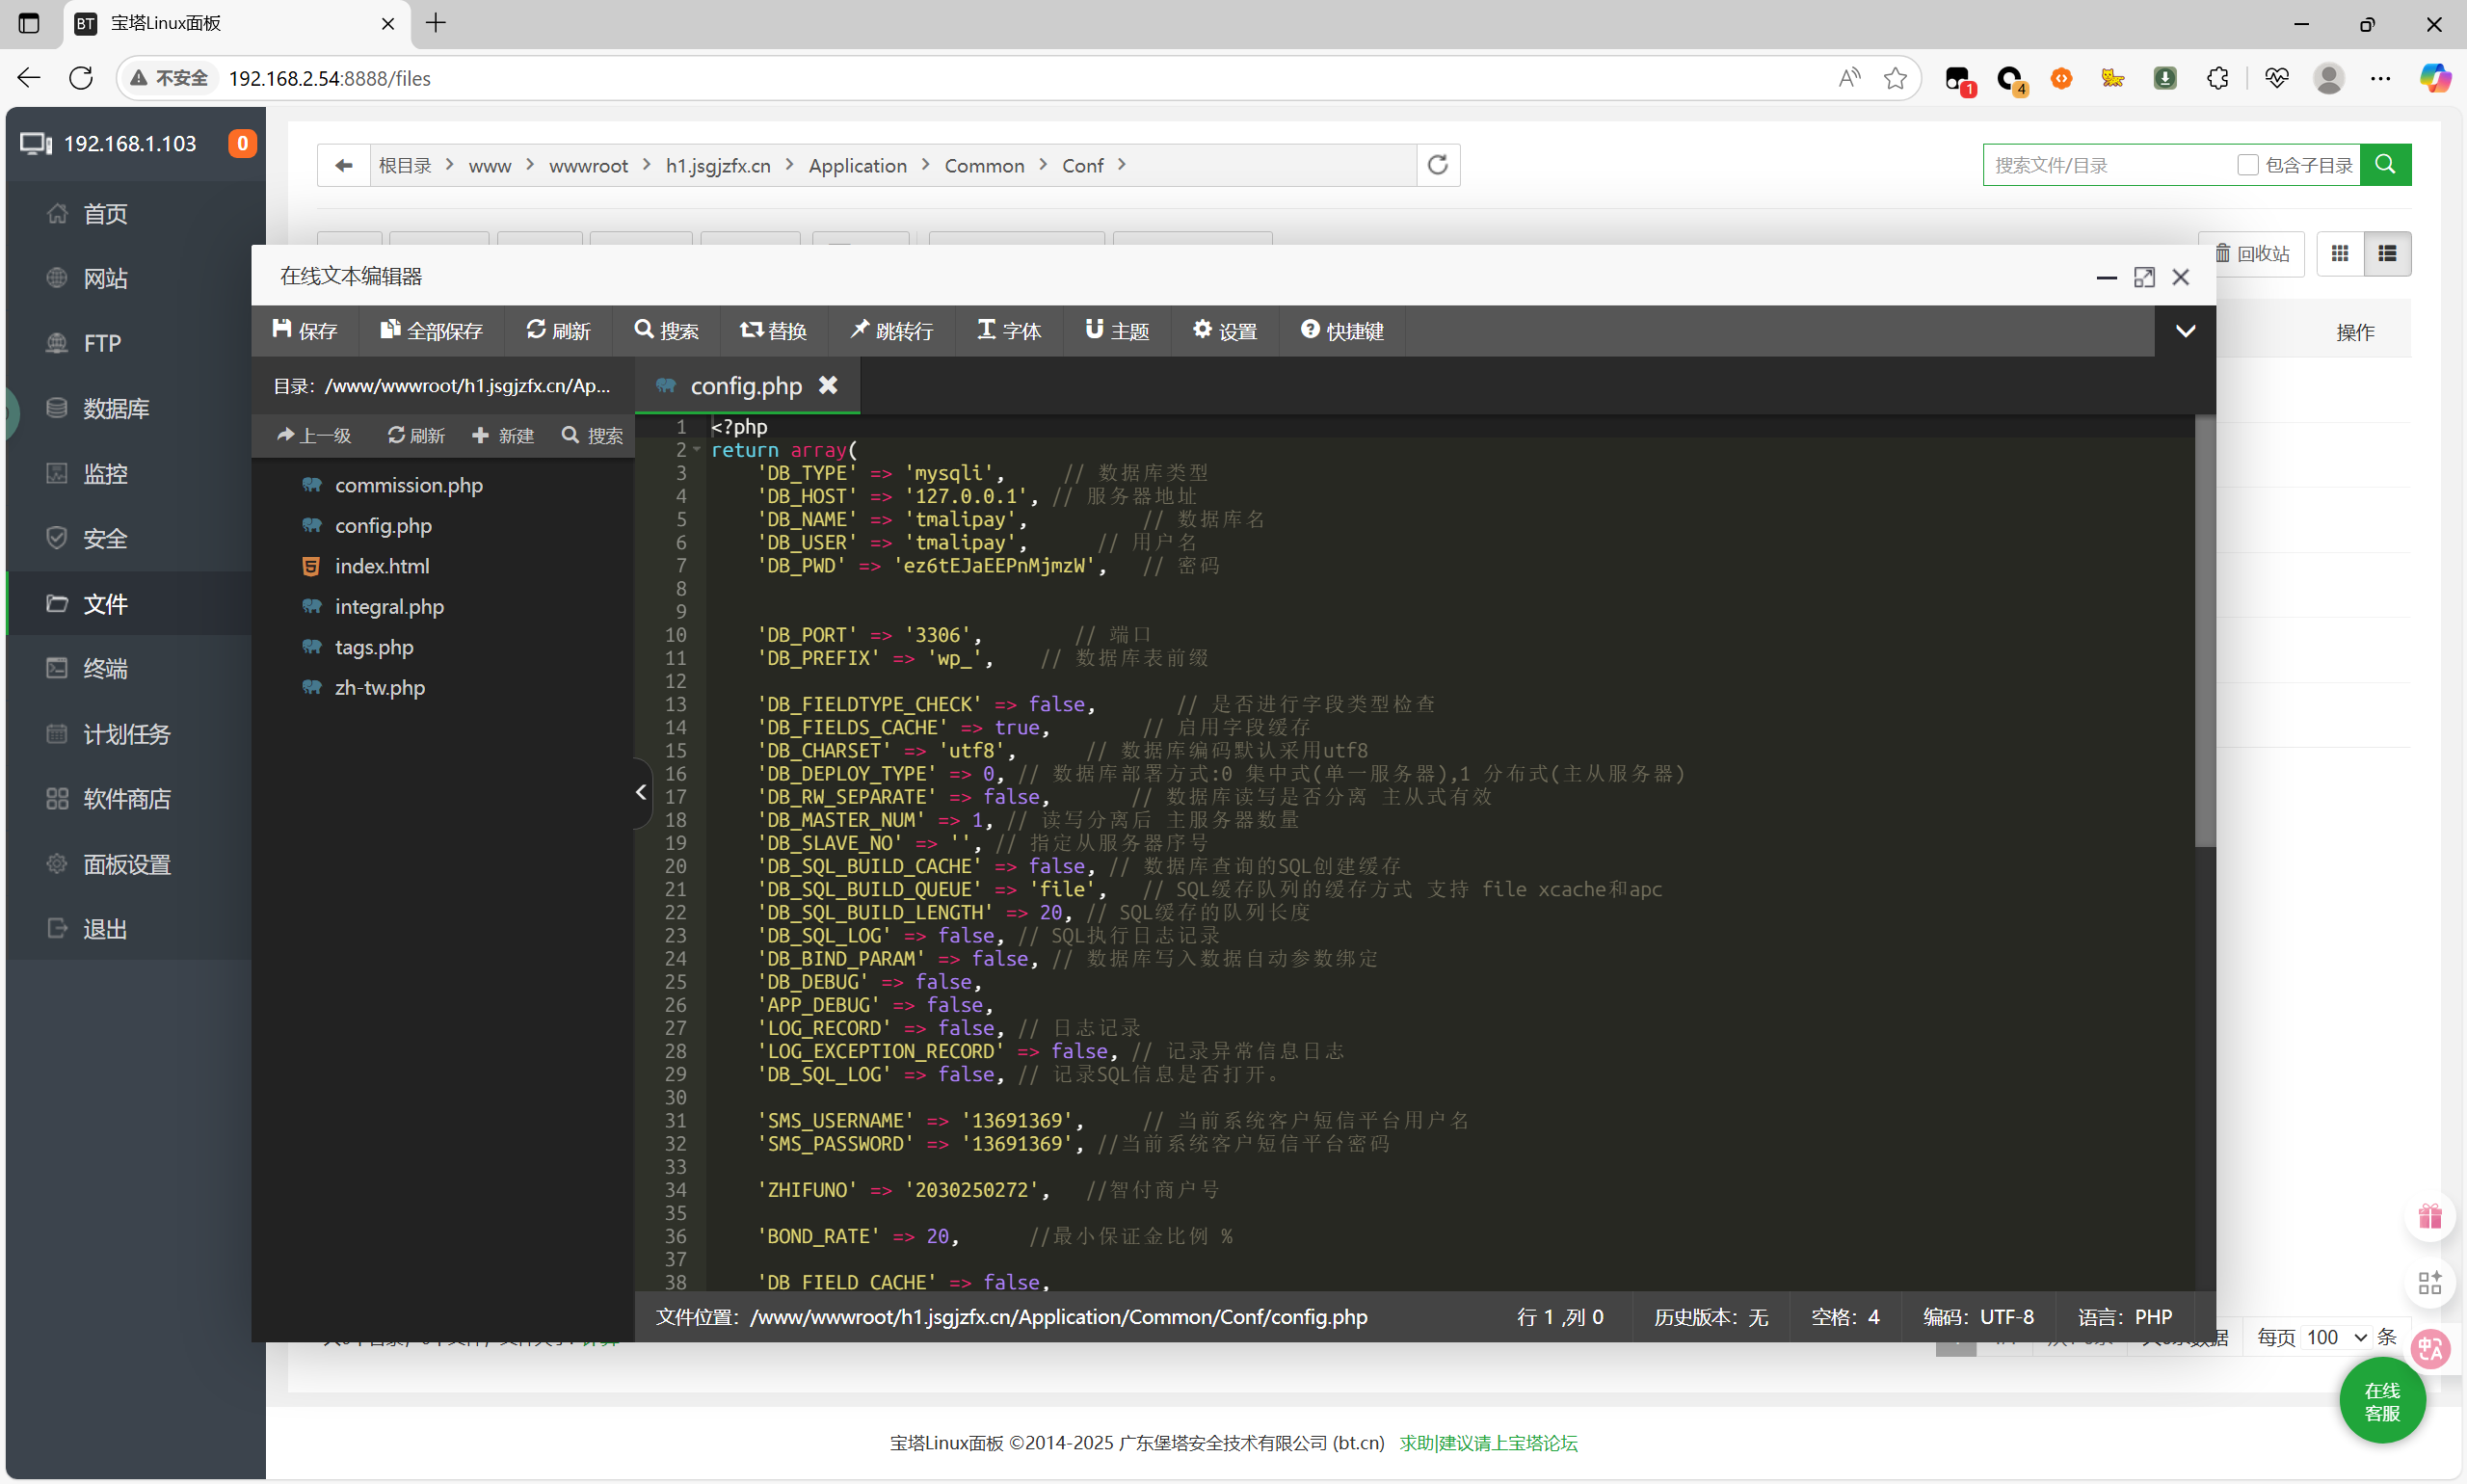 宝塔Linux面板
不安全
192.168.2.54:8888/files
1
4
192.168.1.103
0
首页
网站
FTP
数据库
监控
安全
文件
终端
计划任务
软件商店
面板设置
退出
根目录 > www > wwwroot > h1.jsgjzfx.cn > Application > Common > Conf >
搜索文件/目录
包含子目录
回收站
操作
在线文本编辑器
保存 全部保存 刷新 搜索 替换 跳转行 字体 主题 设置 快捷键
目录：/www/wwwroot/h1.jsgjzfx.cn/Ap...
上一级 刷新 新建 搜索
commission.php
config.php
index.html
integral.php
tags.php
zh-tw.php
config.php
1 <?php
2 return array(
3 'DB_TYPE' => 'mysqli', // 数据库类型
4 'DB_HOST' => '127.0.0.1', // 服务器地址
5 'DB_NAME' => 'tmalipay', // 数据库名
6 'DB_USER' => 'tmalipay', // 用户名
7 'DB_PWD' => 'ez6tEJaEEPnMjmzW', // 密码
8
9
10 'DB_PORT' => '3306', // 端口
11 'DB_PREFIX' => 'wp_', // 数据库表前缀
12
13 'DB_FIELDTYPE_CHECK' => false, // 是否进行字段类型检查
14 'DB_FIELDS_CACHE' => true, // 启用字段缓存
15 'DB_CHARSET' => 'utf8', // 数据库编码默认采用utf8
16 'DB_DEPLOY_TYPE' => 0, // 数据库部署方式:0 集中式(单一服务器),1 分布式(主从服务器)
17 'DB_RW_SEPARATE' => false, // 数据库读写是否分离 主从式有效
18 'DB_MASTER_NUM' => 1, // 读写分离后 主服务器数量
19 'DB_SLAVE_NO' => '', // 指定从服务器序号
20 'DB_SQL_BUILD_CACHE' => false, // 数据库查询的SQL创建缓存
21 'DB_SQL_BUILD_QUEUE' => 'file', // SQL缓存队列的缓存方式 支持 file xcache和apc
22 'DB_SQL_BUILD_LENGTH' => 20, // SQL缓存的队列长度
23 'DB_SQL_LOG' => false, // SQL执行日志记录
24 'DB_BIND_PARAM' => false, // 数据库写入数据自动参数绑定
25 'DB_DEBUG' => false,
26 'APP_DEBUG' => false,
27 'LOG_RECORD' => false, // 日志记录
28 'LOG_EXCEPTION_RECORD' => false, // 记录异常信息日志
29 'DB_SQL_LOG' => false, // 记录SQL信息是否打开。
30
31 'SMS_USERNAME' => '13691369', // 当前系统客户短信平台用户名
32 'SMS_PASSWORD' => '13691369', //当前系统客户短信平台密码
33
34 'ZHIFUNO' => '2030250272', //智付商户号
35
36 'BOND_RATE' => 20, //最小保证金比例 %
37
38 'DB_FIELD_CACHE' => false,
文件位置：/www/wwwroot/h1.jsgjzfx.cn/Application/Common/Conf/config.php
行 1 ,列 0
历史版本：无
空格：4
编码：UTF-8
语言：PHP
每页 100 条
在线
客服
宝塔Linux面板 ©2014-2025 广东堡塔安全技术有限公司 (bt.cn) 求助|建议请上宝塔论坛